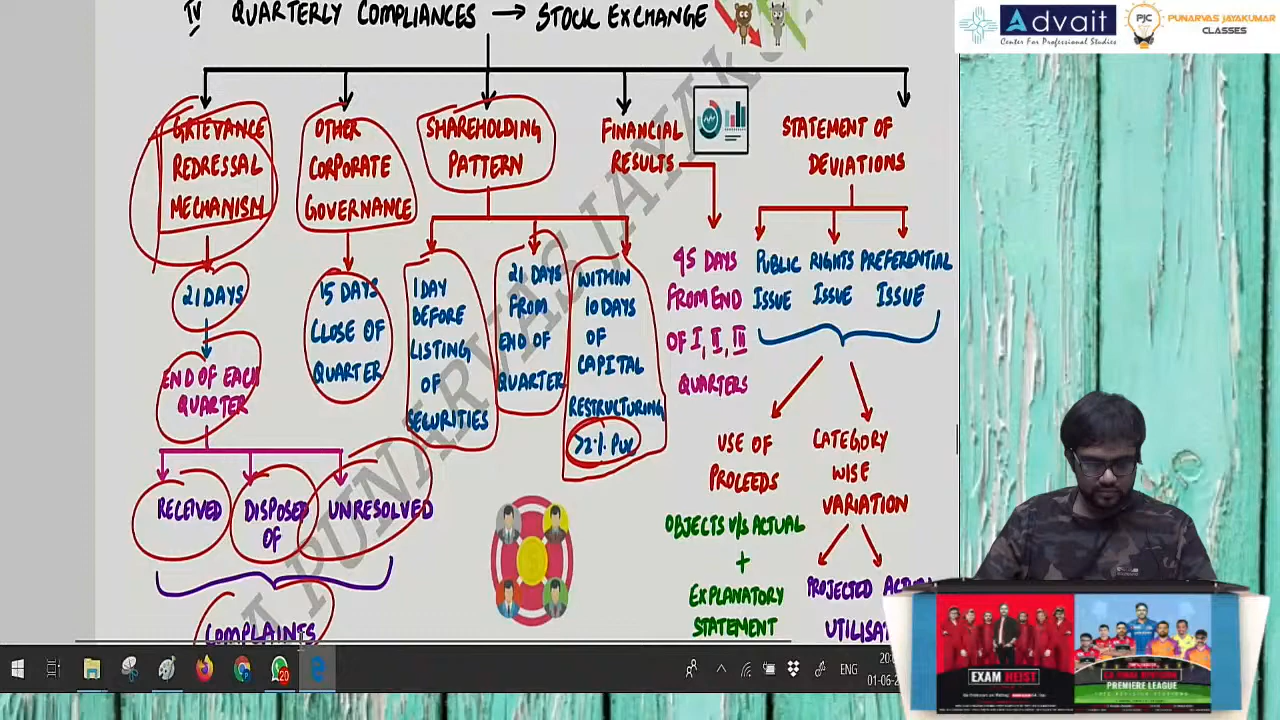 IV QUARTERLY COMPLIANCES → STOCK EXCHANGE
GRIEVANCE
REDRESSAL
MECHANISM
21 DAYS
END OF EACH
QUARTER
RECEIVED
DISPOSED
OF
UNRESOLVED
COMPLAINTS
OTHER
CORPORATE
GOVERNANCE
15 DAYS
CLOSE OF
QUARTER
SHAREHOLDING
PATTERN
1 DAY
BEFORE
LISTING
OF
SECURITIES
21 DAYS
FROM
END OF
QUARTER
WITHIN
10 DAYS
OF
CAPITAL
RESTRUCTURING
>2% PUC
FINANCIAL
RESULTS
45 DAYS
FROM END
OF I, II, III
QUARTERS
STATEMENT OF
DEVIATIONS
PUBLIC
ISSUE
RIGHTS
ISSUE
PREFERENTIAL
ISSUE
USE OF
PROCEEDS
OBJECTS V/S ACTUAL
+
EXPLANATORY
STATEMENT
CATEGORY
WISE
VARIATION
PROJECTED
Advait
Center For Professional Studies
PJC
PUNARVAS JAYAKUMAR
CLASSES
EXAM HEIST
PREMIERE LEAGUE
20
ENG